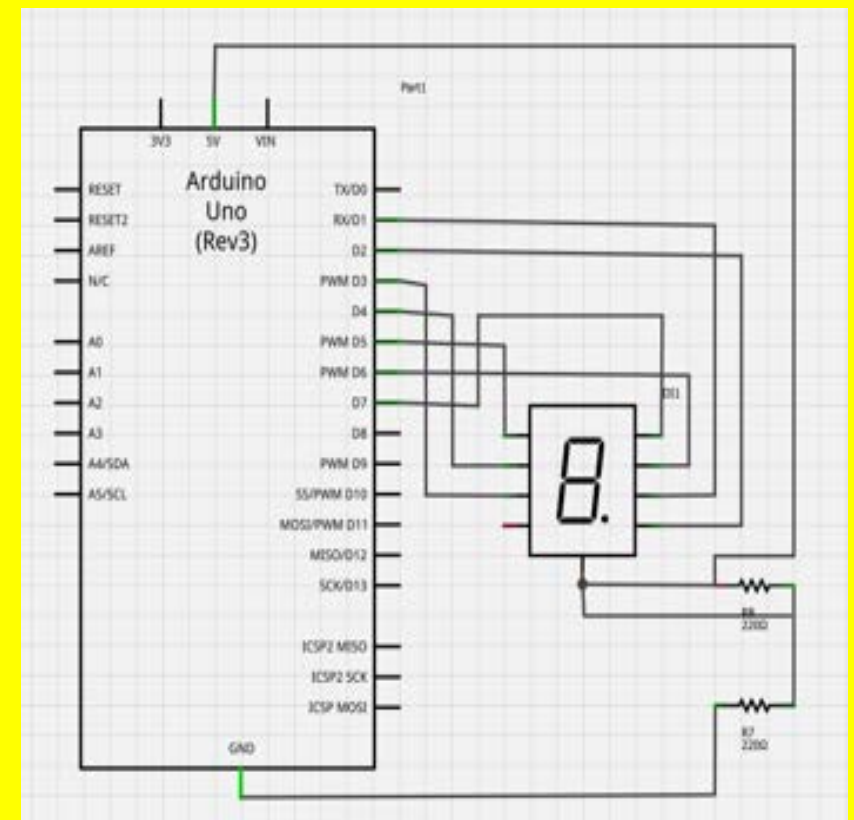 Part1
3V3 5V VIN
Arduino
Uno
(Rev3)
RESET
RESET2
AREF
N/C
A0
A1
A2
A3
A4/SDA
A5/SCL
TX/D0
RX/D1
D2
PWM D3
D4
PWM D5
PWM D6
D7
D8
PWM D9
SS/PWM D10
MOSI/PWM D11
MISO/D12
SCK/D13
ICSP2 MISO
ICSP2 SCK
ICSP MOSI
GND
220Ω
R7
220Ω